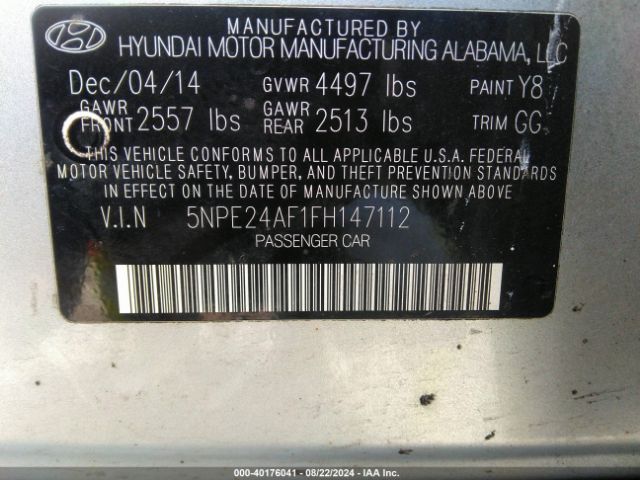 MANUFACTURED BY
HYUNDAI MOTOR MANUFACTURING ALABAMA, LLC
Dec/04/14 GVWR 4497 lbs PAINT Y8
GAWR FRONT 2557 lbs GAWR REAR 2513 lbs TRIM GG
THIS VEHICLE CONFORMS TO ALL APPLICABLE U.S.A. FEDERAL
MOTOR VEHICLE SAFETY, BUMPER, AND THEFT PREVENTION STANDARDS
IN EFFECT ON THE DATE OF MANUFACTURE SHOWN ABOVE.
V.I.N 5NPE24AF1FH147112
PASSENGER CAR
000-40176041 - 08/22/2024 - IAA Inc.